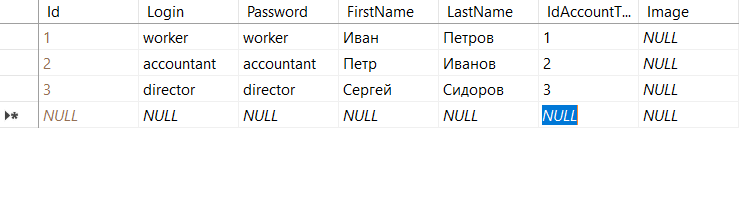 Id Login Password FirstName LastName IdAccountT... Image
1 worker worker Иван Петров 1 NULL
2 accountant accountant Петр Иванов 2 NULL
3 director director Сергей Сидоров 3 NULL
NULL NULL NULL NULL NULL NULL NULL